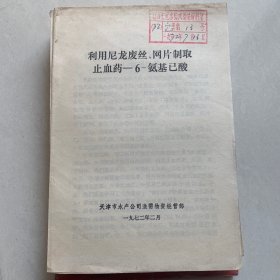 利用尼龙废丝、网片制取
止血药—6-氨基己酸
天津市水产公司渔需物资经营部
一九七二年二月